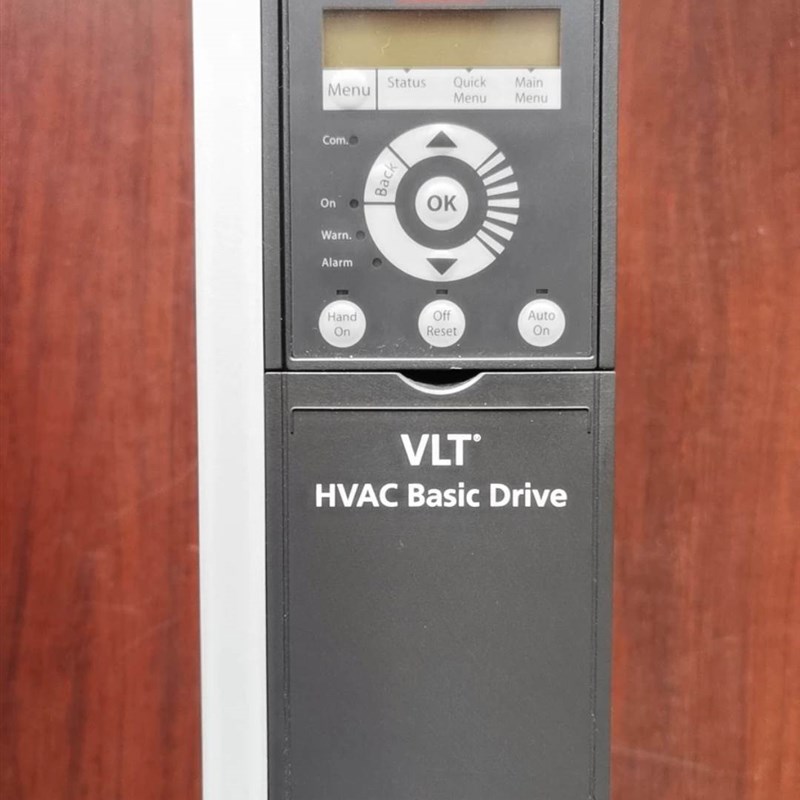 Menu
Status
Quick
Menu
Main
Menu
Com.
Back
On
OK
Warn.
Alarm
Hand
On
Off
Reset
Auto
On
VLT®
HVAC Basic Drive